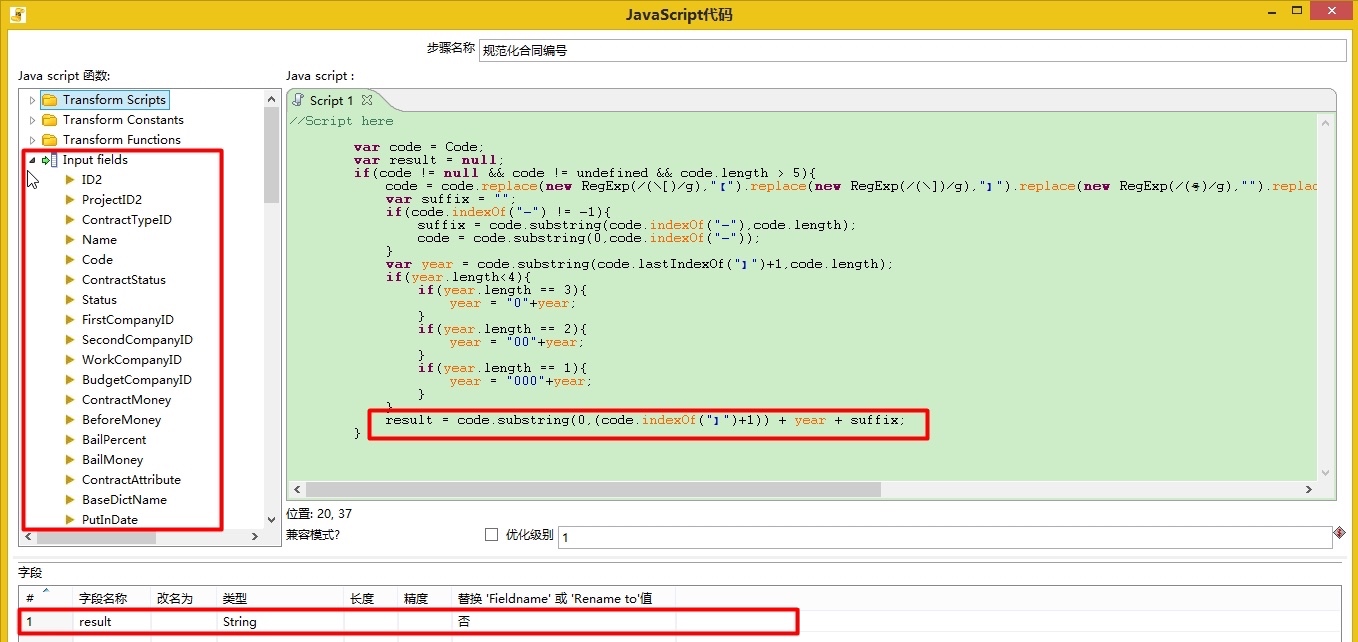 JavaScript代码
步骤名称 规范化合同编号
Java script 函数:
Java script :
Transform Scripts
Transform Constants
Transform Functions
Input fields
ID2
ProjectID2
ContractTypeID
Name
Code
ContractStatus
Status
FirstCompanyID
SecondCompanyID
WorkCompanyID
BudgetCompanyID
ContractMoney
BeforeMoney
BailPercent
BailMoney
ContractAttribute
BaseDictName
PutInDate
Script 1
//Script here
var code = Code;
var result = null;
if(code != null && code != undefined && code.length > 5){
code = code.replace(new RegExp(/(\[)/g),"【").replace(new RegExp(/(\])/g),"】").replace(new RegExp(/(号)/g),"").replac
var suffix = "";
if(code.indexOf("-") != -1){
suffix = code.substring(code.indexOf("-"),code.length);
code = code.substring(0,code.indexOf("-"));
}
var year = code.substring(code.lastIndexOf("】")+1,code.length);
if(year.length<4){
if(year.length == 3){
year = "0"+year;
}
if(year.length == 2){
year = "00"+year;
}
if(year.length == 1){
year = "000"+year;
}
}
result = code.substring(0,(code.indexOf("】")+1)) + year + suffix;
}
位置: 20, 37
兼容模式? 优化级别 1
字段
# 字段名称 改名为 类型 长度 精度 替换 'Fieldname' 或 'Rename to'值
1 result String 否